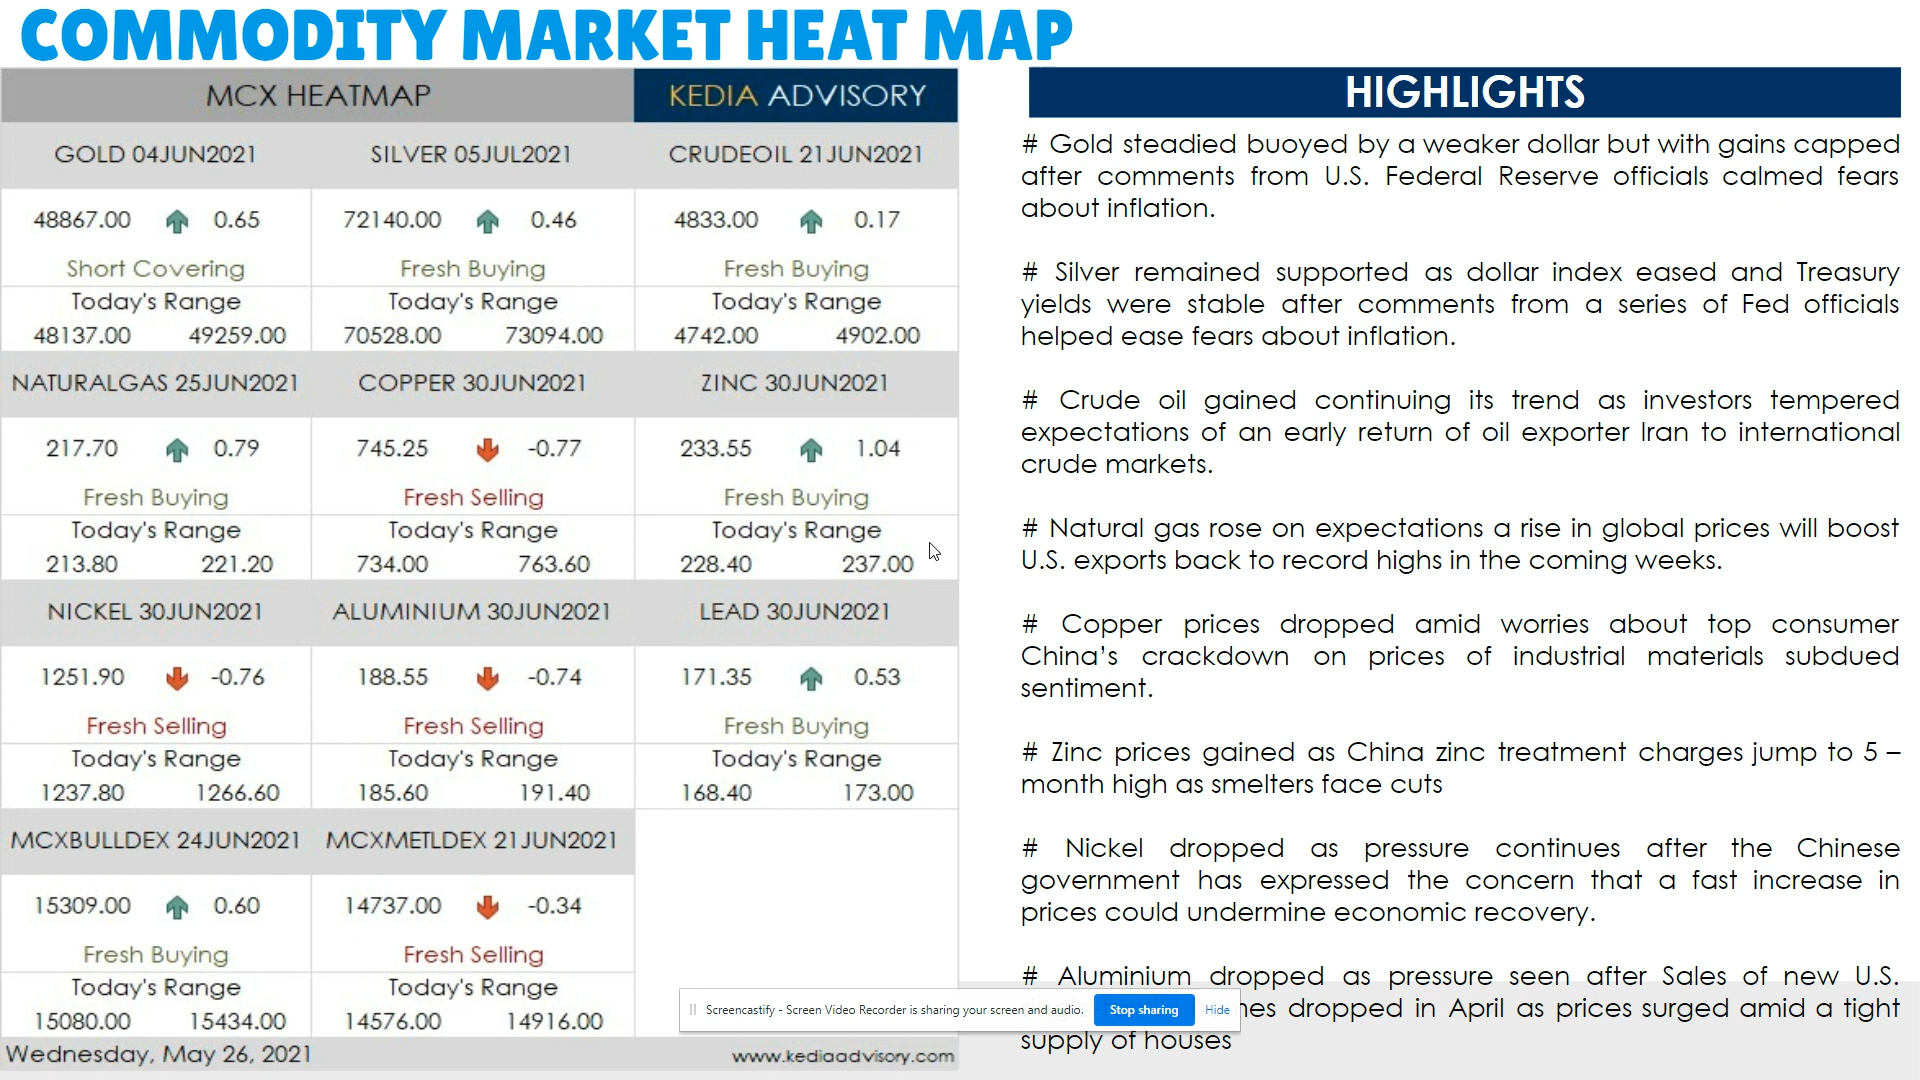 COMMODITY MARKET HEAT MAP
MCX HEATMAP KEDIA ADVISORY
GOLD 04JUN2021 SILVER 05JUL2021 CRUDEOIL 21JUN2021
48867.00 0.65 72140.00 0.46 4833.00 0.17
Short Covering Fresh Buying Fresh Buying
Today's Range Today's Range Today's Range
48137.00 49259.00 70528.00 73094.00 4742.00 4902.00
NATURALGAS 25JUN2021 COPPER 30JUN2021 ZINC 30JUN2021
217.70 0.79 745.25 -0.77 233.55 1.04
Fresh Buying Fresh Selling Fresh Buying
Today's Range Today's Range Today's Range
213.80 221.20 734.00 763.60 228.40 237.00
NICKEL 30JUN2021 ALUMINIUM 30JUN2021 LEAD 30JUN2021
1251.90 -0.76 188.55 -0.74 171.35 0.53
Fresh Selling Fresh Selling Fresh Buying
Today's Range Today's Range Today's Range
1237.80 1266.60 185.60 191.40 168.40 173.00
MCXBULLDEX 24JUN2021 MCXMETLDEX 21JUN2021
15309.00 0.60 14737.00 -0.34
Fresh Buying Fresh Selling
Today's Range Today's Range
15080.00 15434.00 14576.00 14916.00
Wednesday, May 26, 2021 www.kediaadvisory.com
HIGHLIGHTS
# Gold steadied buoyed by a weaker dollar but with gains capped
after comments from U.S. Federal Reserve officials calmed fears
about inflation.
# Silver remained supported as dollar index eased and Treasury
yields were stable after comments from a series of Fed officials
helped ease fears about inflation.
# Crude oil gained continuing its trend as investors tempered
expectations of an early return of oil exporter Iran to international
crude markets.
# Natural gas rose on expectations a rise in global prices will boost
U.S. exports back to record highs in the coming weeks.
# Copper prices dropped amid worries about top consumer
China’s crackdown on prices of industrial materials subdued
sentiment.
# Zinc prices gained as China zinc treatment charges jump to 5 –
month high as smelters face cuts
# Nickel dropped as pressure continues after the Chinese
government has expressed the concern that a fast increase in
prices could undermine economic recovery.
# Aluminium dropped as pressure seen after Sales of new U.S.
dropped in April as prices surged amid a tight
supply of houses
Screencastify - Screen Video Recorder is sharing your screen and audio. Stop sharing Hide